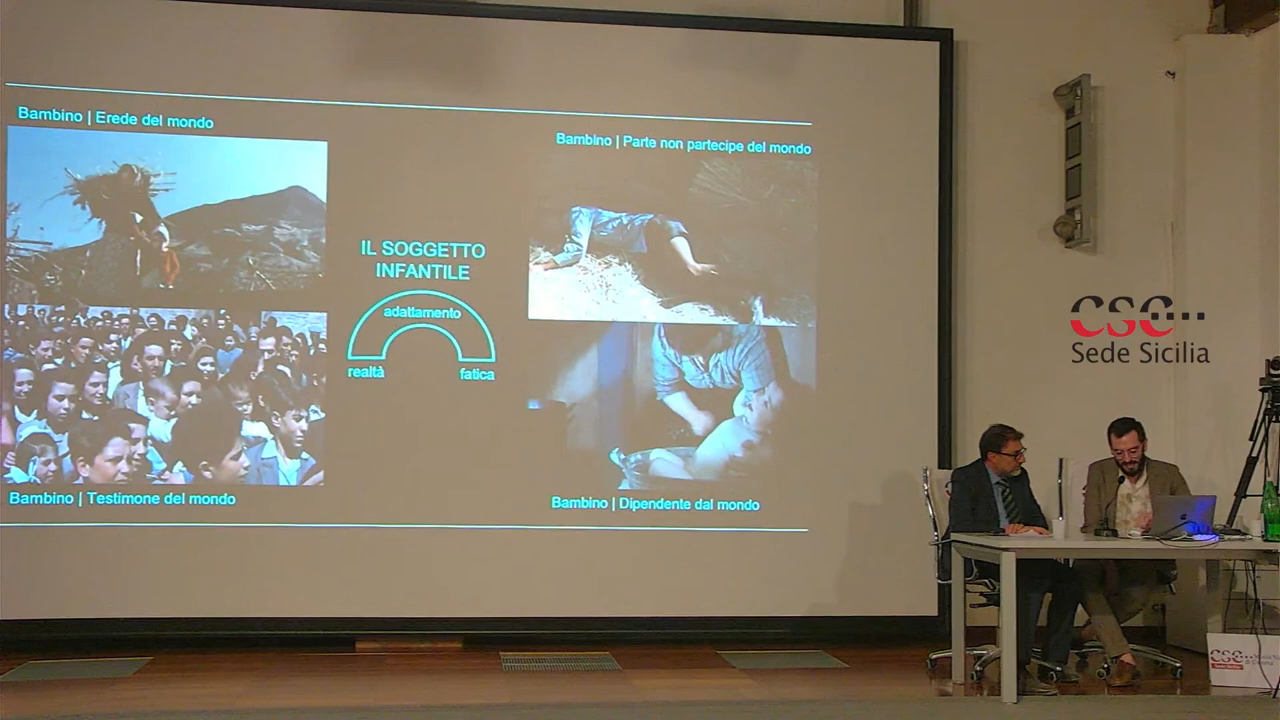 Bambino | Erede del mondo
Bambino | Parte non partecipe del mondo
IL SOGGETTO
INFANTILE
adattamento
realtà
fatica
Bambino | Testimone del mondo
Bambino | Dipendente dal mondo
CSC
Sede Sicilia
CSC